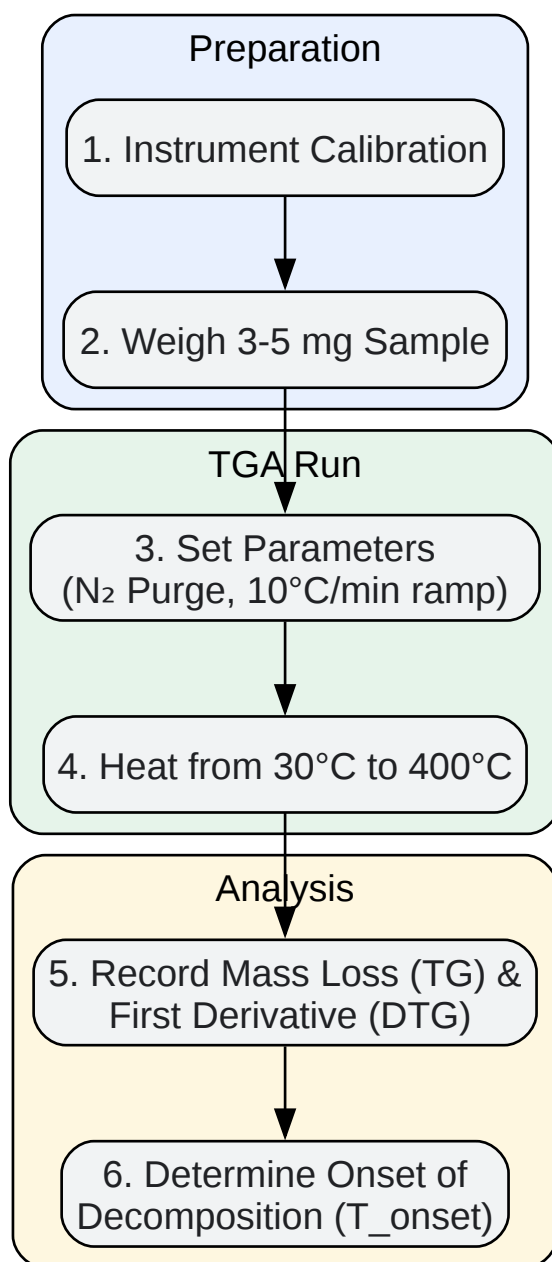 Preparation
1. Instrument Calibration
2. Weigh 3-5 mg Sample
TGA Run
3. Set Parameters
(N₂ Purge, 10°C/min ramp)
4. Heat from 30°C to 400°C
Analysis
5. Record Mass Loss (TG) &
First Derivative (DTG)
6. Determine Onset of
Decomposition (T_onset)